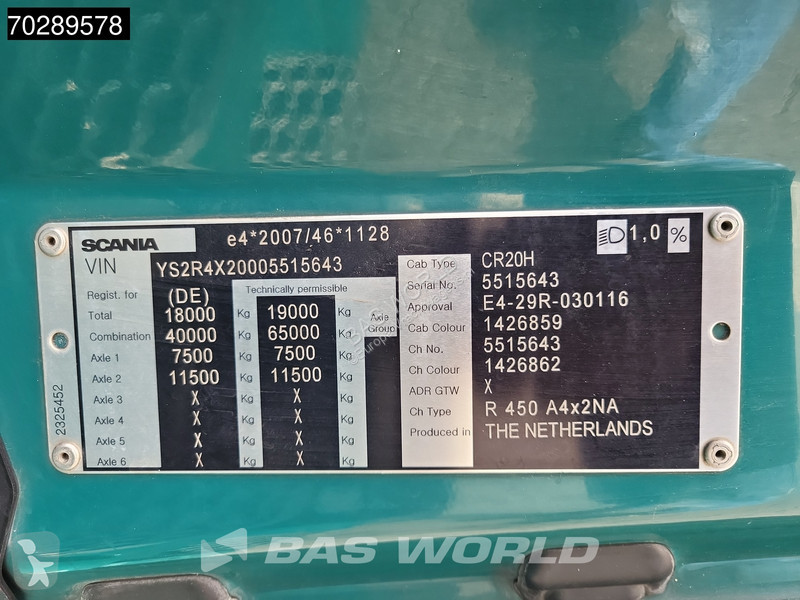 70289578
SCANIA e4*2007/46*1128 1,0 %
VIN YS2R4X20005515643
Regist. for (DE) Technically permissible
Total 18000 Kg 19000 Kg Axle Group
Combination 40000 Kg 65000 Kg
Axle 1 7500 Kg 7500 Kg
Axle 2 11500 Kg 11500 Kg
Axle 3 X Kg X Kg
Axle 4 X Kg X Kg
Axle 5 X Kg X Kg
Axle 6 X Kg X Kg
Cab Type CR20H
Serial No. 5515643
Approval E4-29R-030116
Cab Colour 1426859
Ch No. 5515643
Ch Colour 1426862
ADR GTW X
Ch Type R 450 A4x2NA
Produced in THE NETHERLANDS
2325452
BAS WORLD